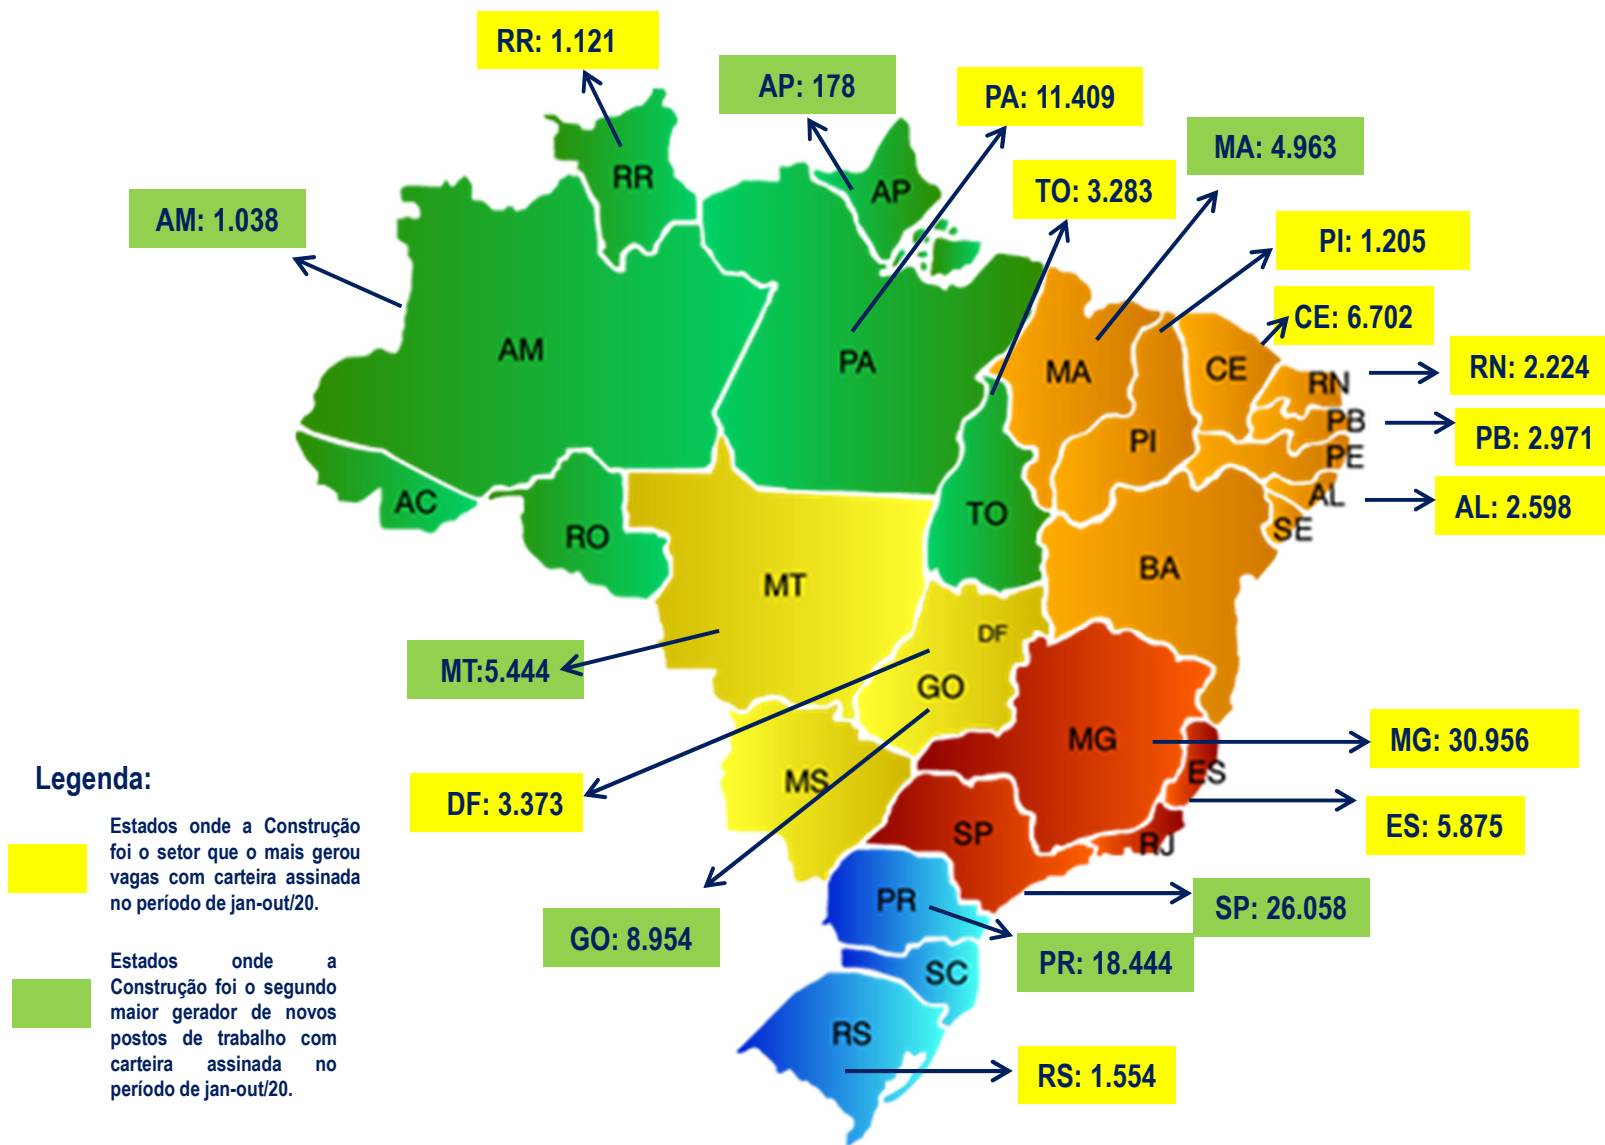 RR: 1.121
AP: 178
PA: 11.409
MA: 4.963
TO: 3.283
AM: 1.038
PI: 1.205
CE: 6.702
RN: 2.224
PB: 2.971
AL: 2.598
RR
AP
AM
PA
MA
CE
RN
PB
PI
PE
AC
TO
AL
RO
SE
MT
BA
DF
GO
MG
ES
MS
SP
RJ
PR
SC
RS
MT:5.444
MG: 30.956
DF: 3.373
ES: 5.875
SP: 26.058
GO: 8.954
PR: 18.444
RS: 1.554
Legenda:
Estados onde a Construção
foi o setor que o mais gerou
vagas com carteira assinada
no período de jan-out/20.
Estados onde a
Construção foi o segundo
maior gerador de novos
postos de trabalho com
carteira assinada no
período de jan-out/20.